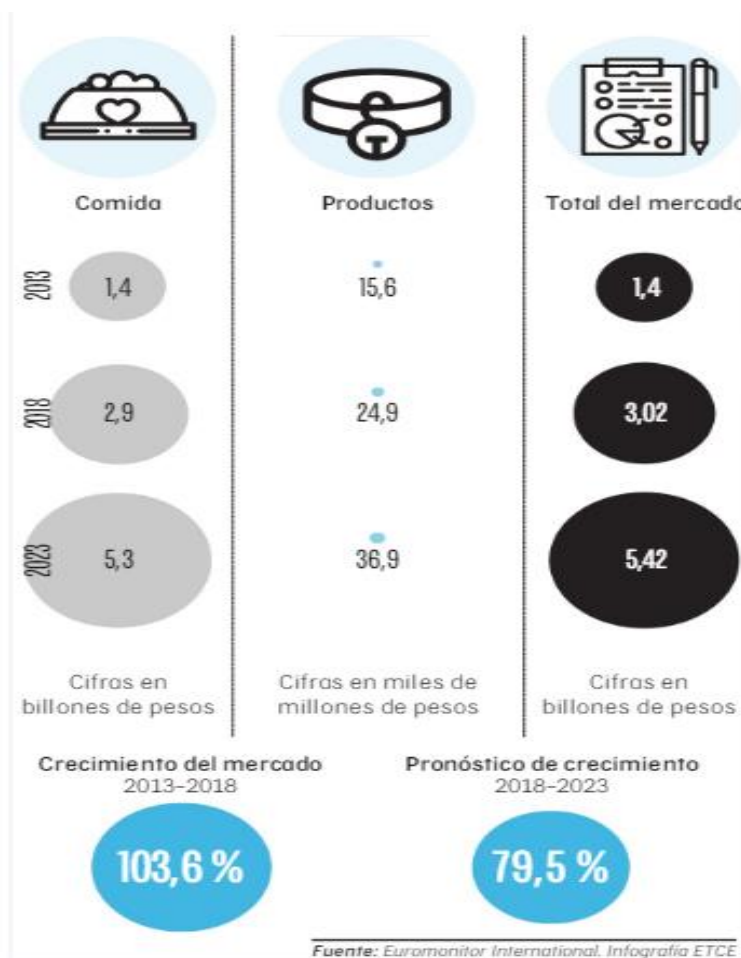 T
Comida
Productos
Total del mercado
2013
1,4
15,6
1,4
2018
2,9
24,9
3,02
2023
5,3
36,9
5,42
Cifras en
billones de pesos
Cifras en miles de
millones de pesos
Cifras en
billones de pesos
Crecimiento del mercado
2013-2018
103,6 %
Pronóstico de crecimiento
2018-2023
79,5 %
Fuente: Euromonitor International. Infografía ETCE